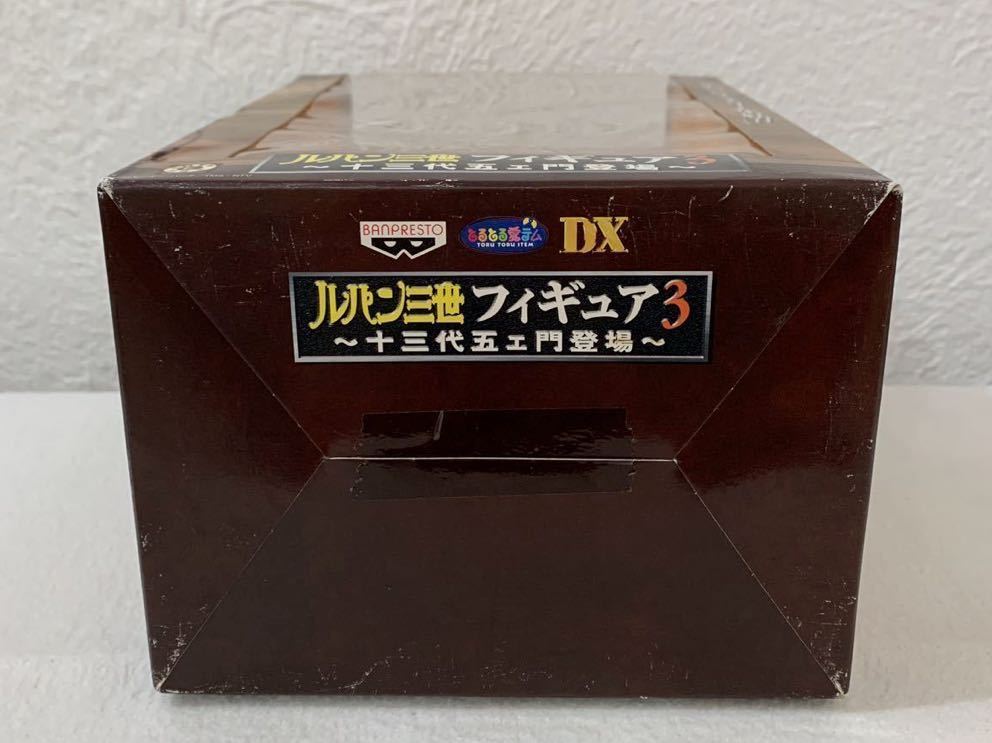 ルパン三世 フィギュア3
～十三代五ェ門登場～
BANPRESTO
とるとる愛テム
TORU TORU ITEM
DX
ルパン三世 フィギュア3
～十三代五ェ門登場～